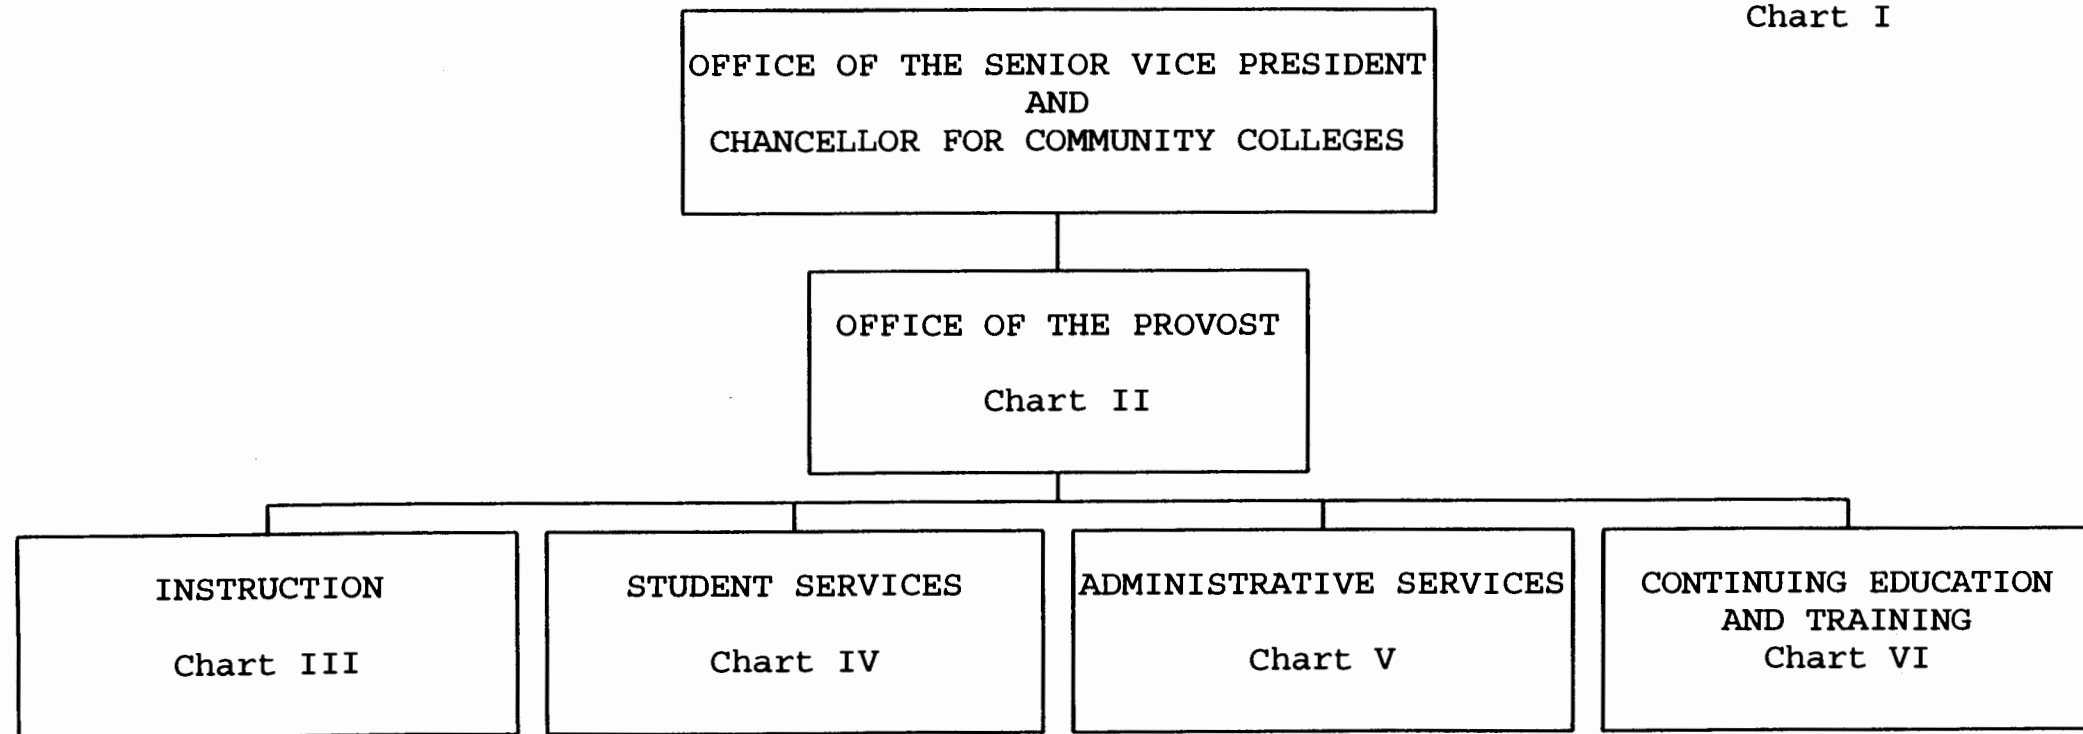 Chart I
OFFICE OF THE SENIOR VICE PRESIDENT
AND
CHANCELLOR FOR COMMUNITY COLLEGES
OFFICE OF THE PROVOST
Chart II
INSTRUCTION
Chart III
STUDENT SERVICES
Chart IV
ADMINISTRATIVE SERVICES
Chart V
CONTINUING EDUCATION
AND TRAINING
Chart VI